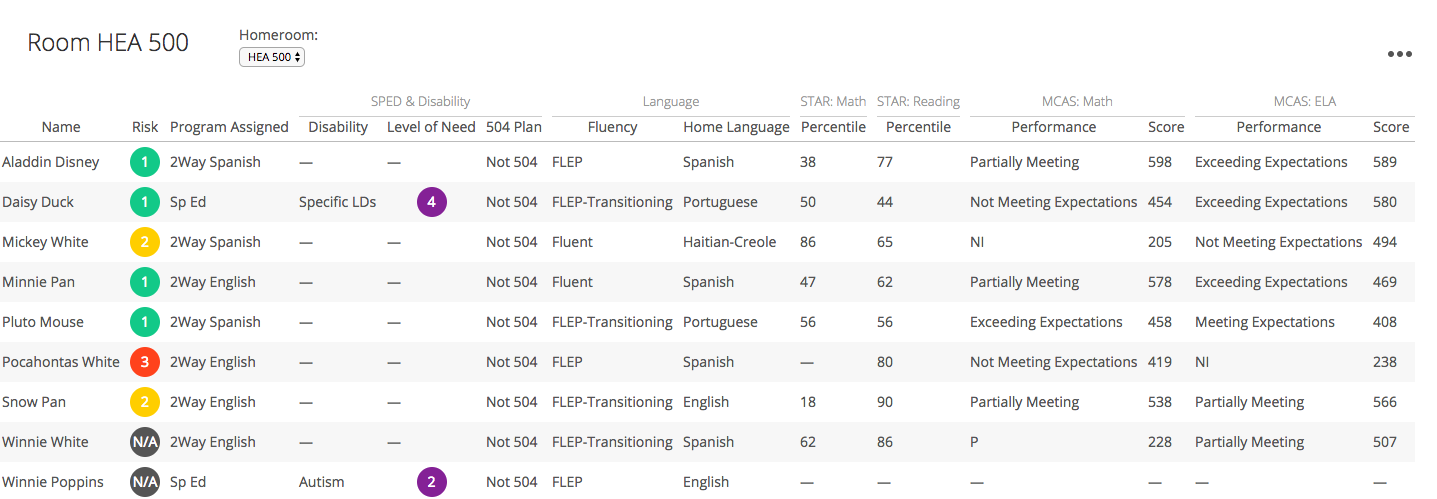 Room HEA 500
Homeroom:
HEA 500
SPED & Disability Language STAR: Math STAR: Reading MCAS: Math MCAS: ELA
Name Risk Program Assigned Disability Level of Need 504 Plan Fluency Home Language Percentile Percentile Performance Score Performance Score
Aladdin Disney 1 2Way Spanish — — Not 504 FLEP Spanish 38 77 Partially Meeting 598 Exceeding Expectations 589
Daisy Duck 1 Sp Ed Specific LDs 4 Not 504 FLEP-Transitioning Portuguese 50 44 Not Meeting Expectations 454 Exceeding Expectations 580
Mickey White 2 2Way Spanish — — Not 504 Fluent Haitian-Creole 86 65 NI 205 Not Meeting Expectations 494
Minnie Pan 1 2Way English — — Not 504 Fluent Spanish 47 62 Partially Meeting 578 Exceeding Expectations 469
Pluto Mouse 1 2Way Spanish — — Not 504 FLEP-Transitioning Portuguese 56 56 Exceeding Expectations 458 Meeting Expectations 408
Pocahontas White 3 2Way English — — Not 504 FLEP Spanish — 80 Not Meeting Expectations 419 NI 238
Snow Pan 2 2Way English — — Not 504 FLEP-Transitioning English 18 90 Partially Meeting 538 Partially Meeting 566
Winnie White N/A 2Way English — — Not 504 FLEP-Transitioning Spanish 62 86 P 228 Partially Meeting 507
Winnie Poppins N/A Sp Ed Autism 2 Not 504 FLEP English — — — — — —